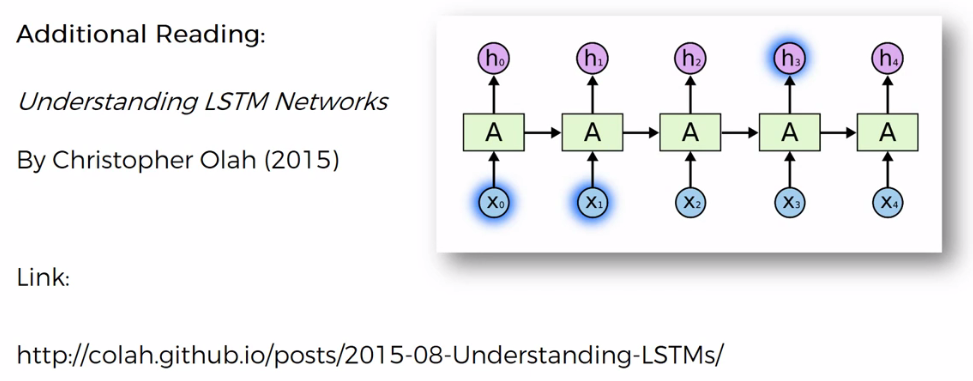 Additional Reading:
Understanding LSTM Networks
By Christopher Olah (2015)
Link:
http://colah.github.io/posts/2015-08-Understanding-LSTMs/
h₀ h₁ h₂ h₃ h₄
A A A A A
x₀ x₁ x₂ x₃ x₄